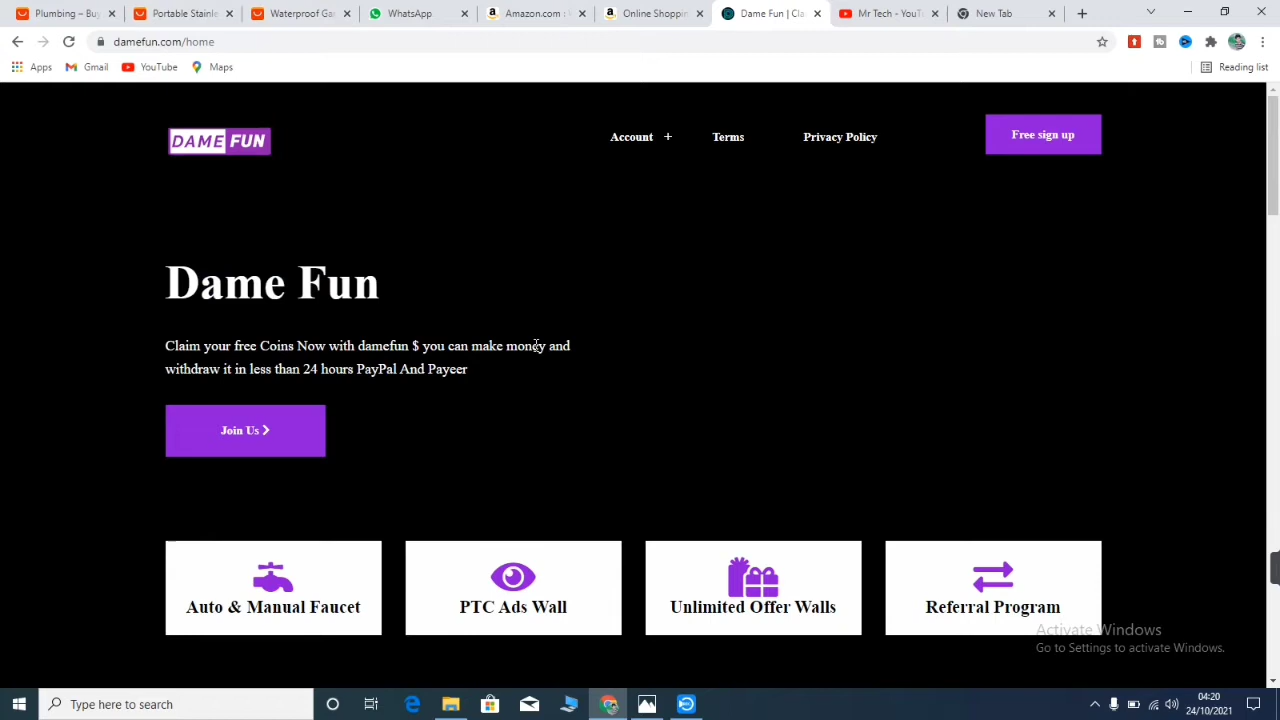 Plumbing – Buy
Portable Stainle
Waterproof Ga
WhatsApp
Amazon.com
Online Shoppin
Dame Fun | Cla
Mr Tech - YouT
New Tab
damefun.com/home
Apps
Gmail
YouTube
Maps
Reading list
DAME FUN
Account +
Terms
Privacy Policy
Free sign up
Dame Fun
Claim your free Coins Now with damefun $ you can make money and
withdraw it in less than 24 hours PayPal And Payeer
Join Us
Auto & Manual Faucet
PTC Ads Wall
Unlimited Offer Walls
Referral Program
Activate Windows
Go to Settings to activate Windows.
Type here to search
04:20
24/10/2021